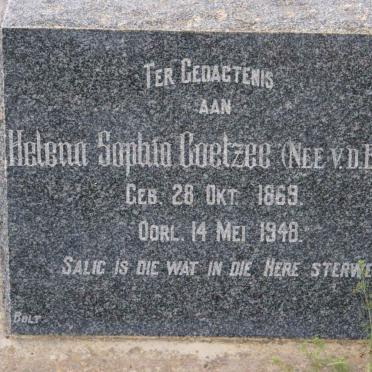 TER GEDAGTENIS
AAN
Helena Sophia Coetzee (NEE V.D.
GEB. 28 OKT. 1869.
OORL. 14 MEI 1948.
SALIG IS DIE WAT IN DIE HERE STERWE
BOLT